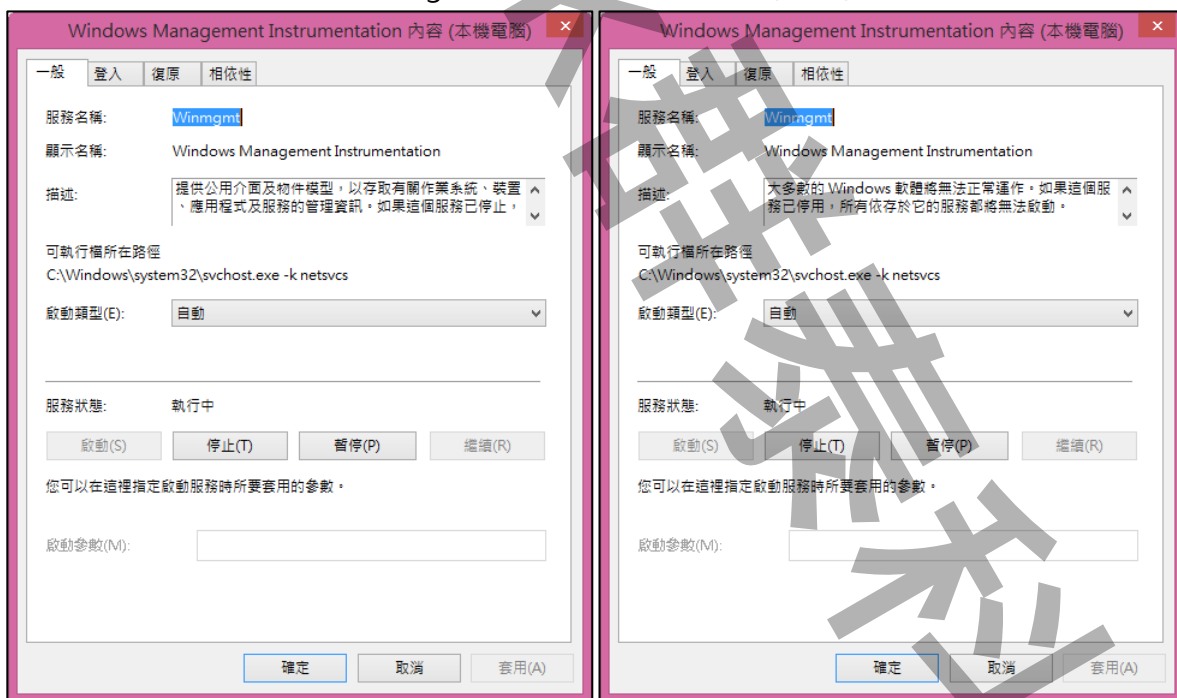 Windows Management Instrumentation 內容 (本機電腦)
一般 登入 復原 相依性
服務名稱: Winmgmt
顯示名稱: Windows Management Instrumentation
描述: 提供公用介面及物件模型，以存取有關作業系統、裝置
、應用程式及服務的管理資訊。如果這個服務已停止，
可執行檔所在路徑
C:\Windows\system32\svchost.exe -k netsvcs
啟動類型(E): 自動
服務狀態: 執行中
啟動(S) 停止(T) 暫停(P) 繼續(R)
您可以在這裡指定啟動服務時所要套用的參數。
啟動參數(M):
確定 取消 套用(A)
Windows Management Instrumentation 內容 (本機電腦)
一般 登入 復原 相依性
服務名稱: Winmgmt
顯示名稱: Windows Management Instrumentation
描述: 大多數的 Windows 軟體將無法正常運作。如果這個服
務已停用，所有依存於它的服務都將無法啟動。
可執行檔所在路徑
C:\Windows\system32\svchost.exe -k netsvcs
啟動類型(E): 自動
服務狀態: 執行中
啟動(S) 停止(T) 暫停(P) 繼續(R)
您可以在這裡指定啟動服務時所要套用的參數。
啟動參數(M):
確定 取消 套用(A)